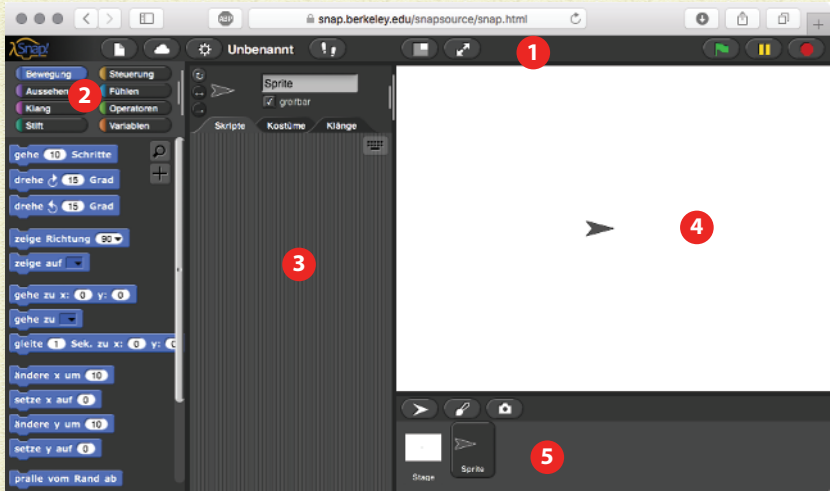 ABP
snap.berkeley.edu/snapsource/snap.html
Snap!
Unbenannt
1
Bewegung
Steuerung
Aussehen
Fühlen
2
Klang
Operatoren
Stift
Variablen
gehe 10 Schritte
drehe 15 Grad
drehe 15 Grad
zeige Richtung 90
zeige auf
gehe zu x: 0 y: 0
gehe zu
gleite 1 Sek. zu x: 0 y: 0
ändere x um 10
setze x auf 0
ändere y um 10
setze y auf 0
pralle vom Rand ab
Sprite
greifbar
Skripte
Kostüme
Klänge
3
4
Stage
Sprite
5